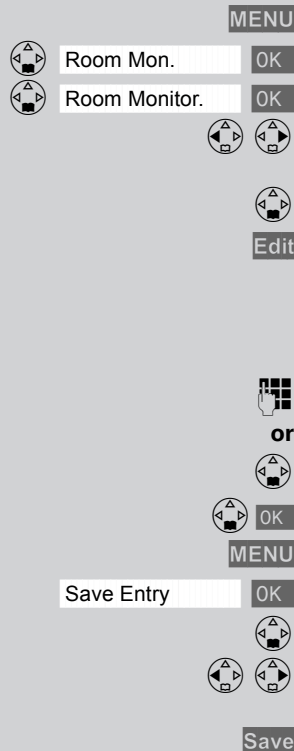 MENU
Room Mon. OK
Room Monitor. OK
Edit
or
OK
MENU
Save Entry OK
Save